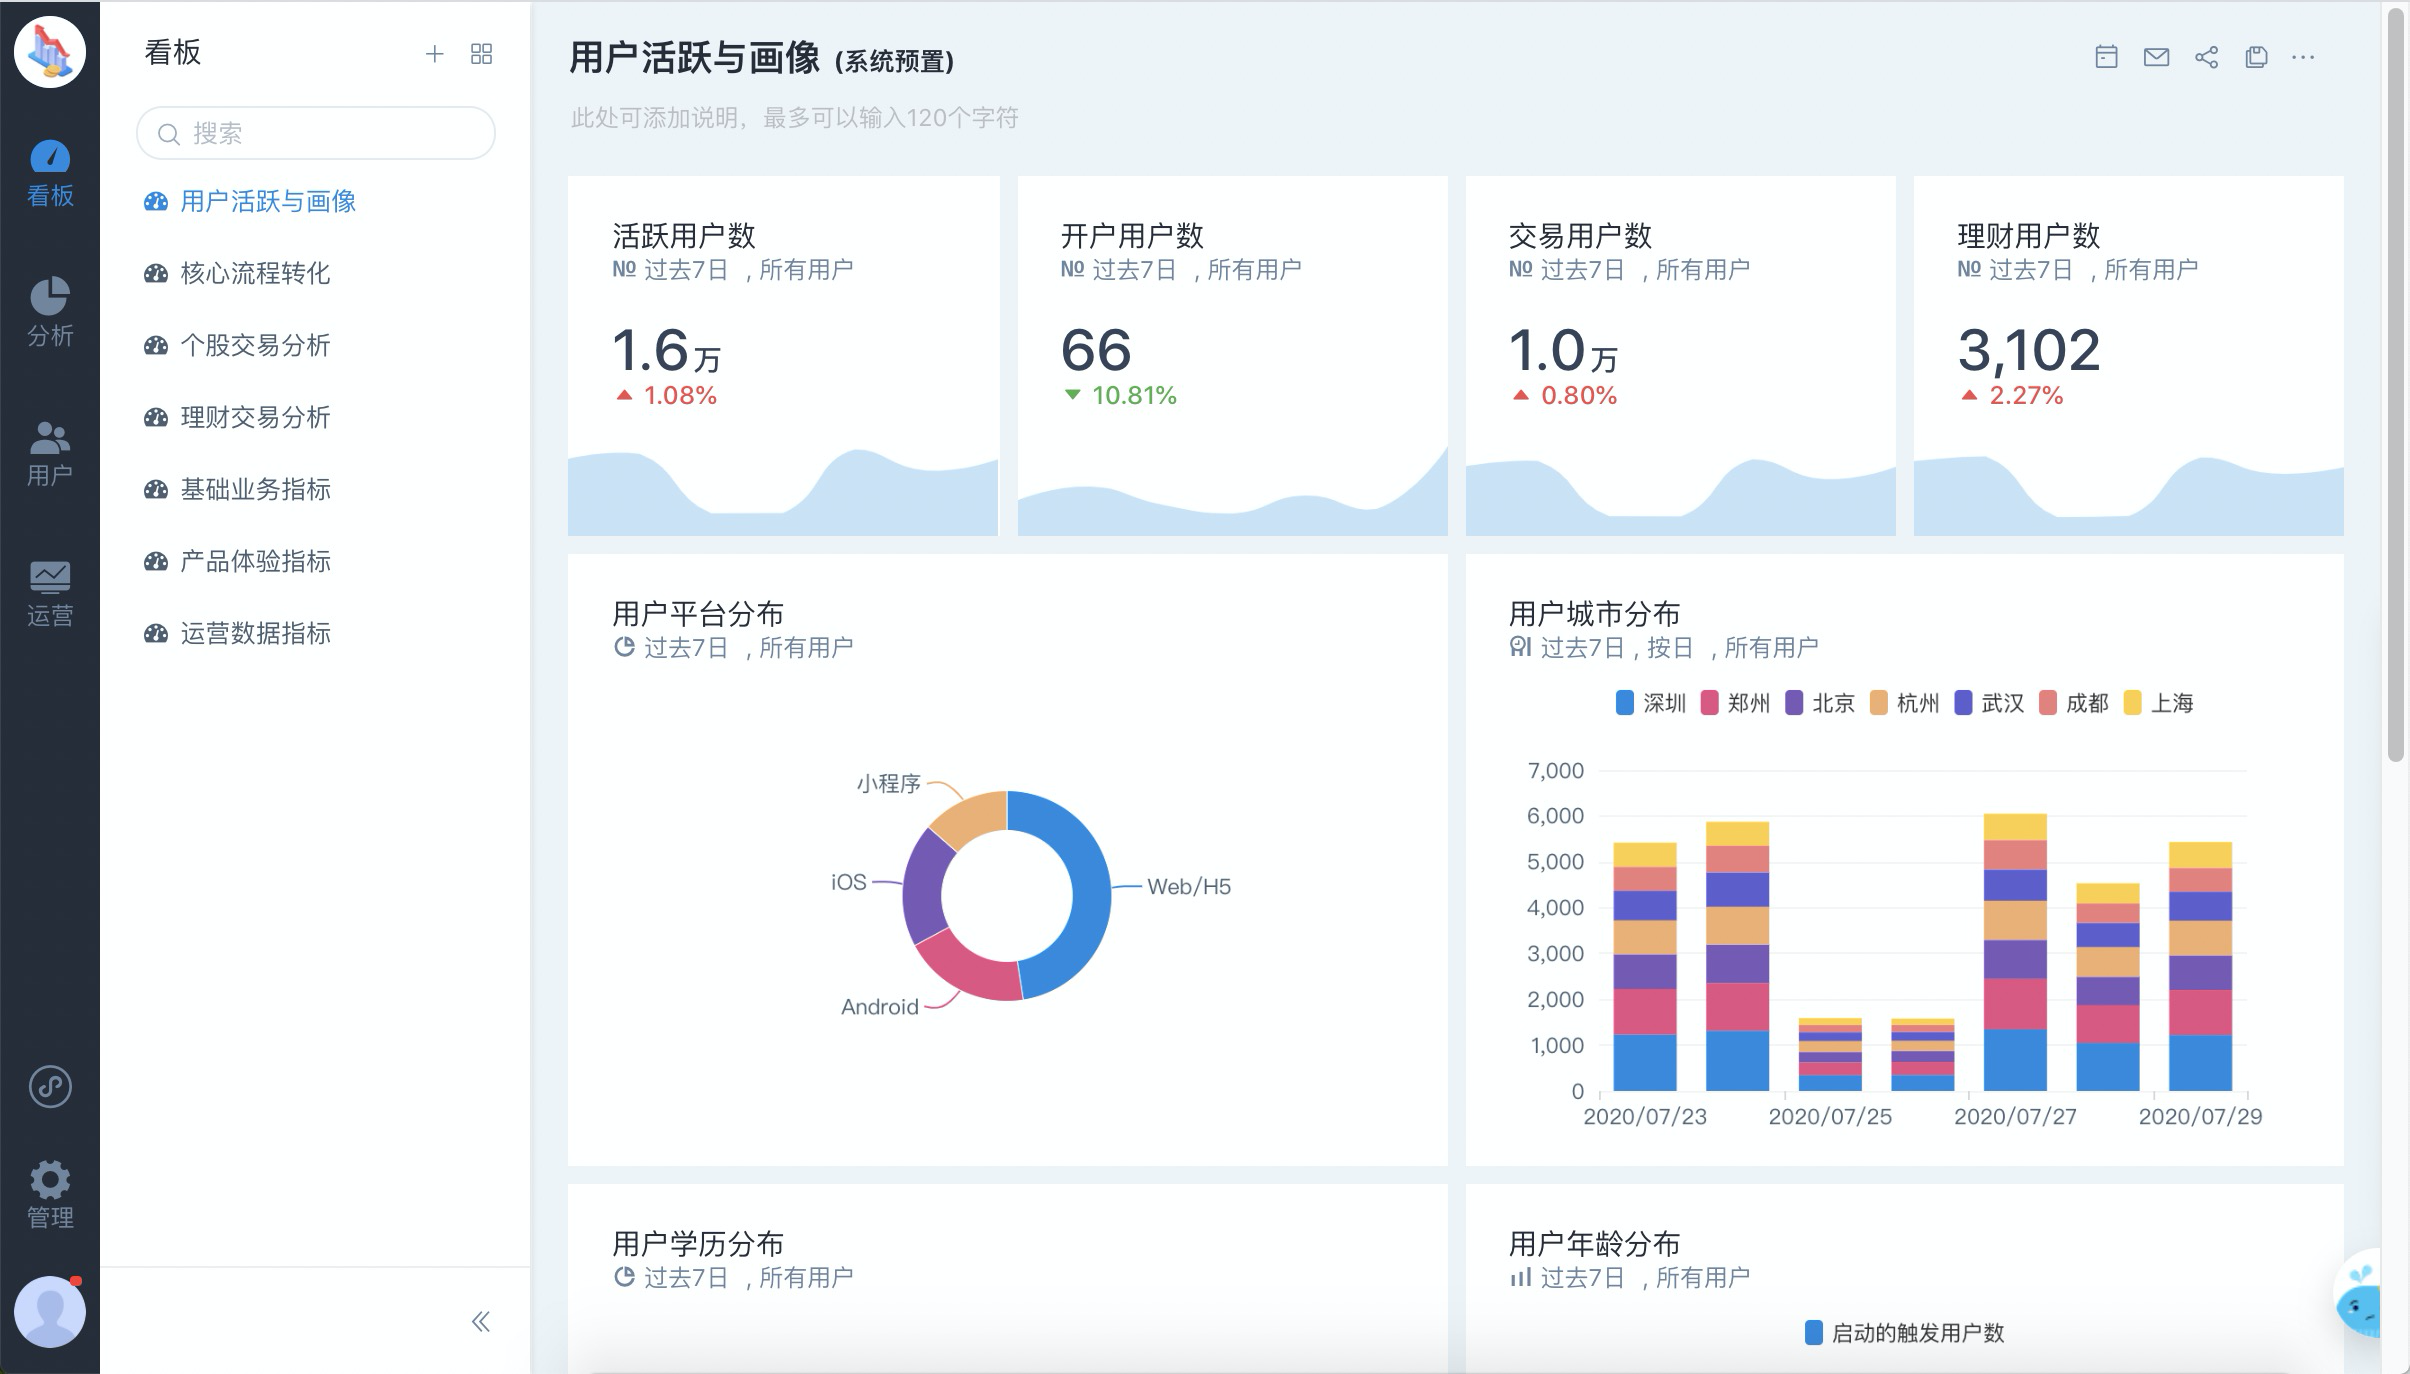 看板
搜索
用户活跃与画像
核心流程转化
个股交易分析
理财交易分析
基础业务指标
产品体验指标
运营数据指标
看板
分析
用户
运营
管理
用户活跃与画像 (系统预置)
此处可添加说明，最多可以输入120个字符
活跃用户数
№ 过去7日 , 所有用户
1.6万
1.08%
开户用户数
№ 过去7日 , 所有用户
66
10.81%
交易用户数
№ 过去7日 , 所有用户
1.0万
0.80%
理财用户数
№ 过去7日 , 所有用户
3,102
2.27%
用户平台分布
过去7日 , 所有用户
小程序
iOS
Web/H5
Android
用户城市分布
过去7日 , 按日 , 所有用户
深圳 郑州 北京 杭州 武汉 成都 上海
7,000
6,000
5,000
4,000
3,000
2,000
1,000
0
2020/07/23 2020/07/25 2020/07/27 2020/07/29
用户学历分布
过去7日 , 所有用户
用户年龄分布
过去7日 , 所有用户
启动的触发用户数